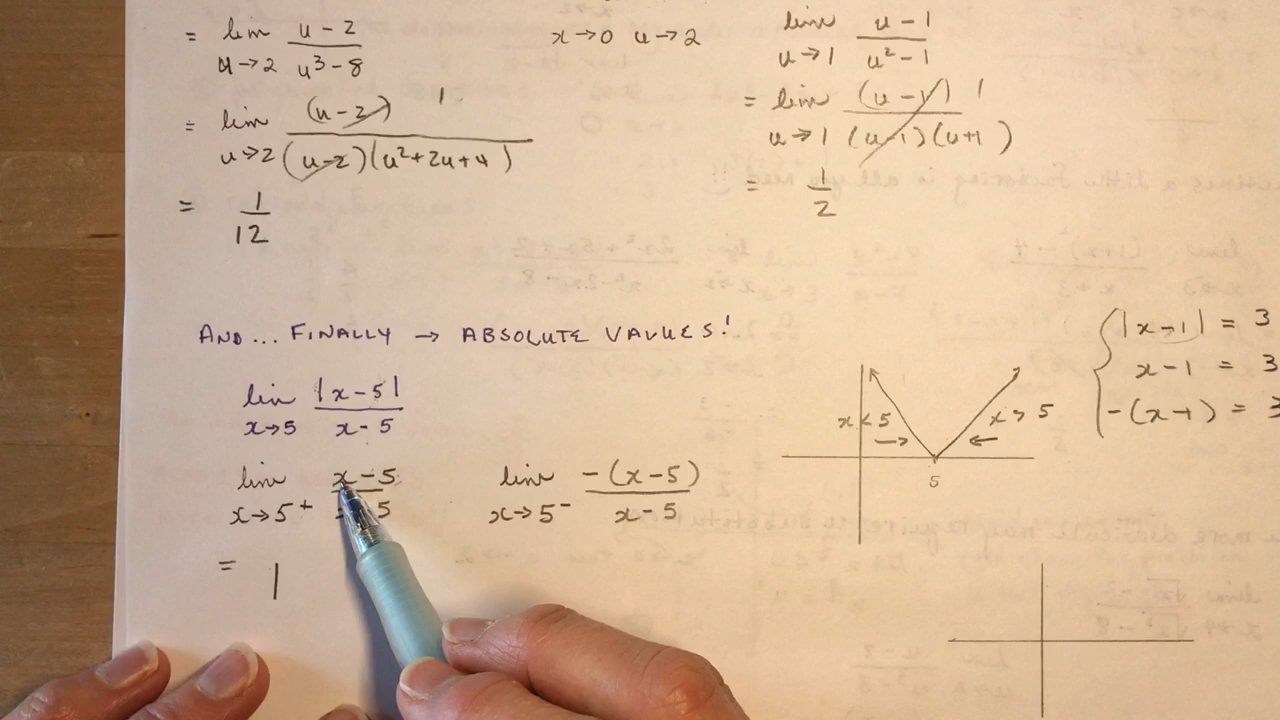 = lim u-2 / u³-8
u→2
x→0 u→2
= lim (u-2) 1 / (u-2)(u²+2u+4)
u→2
= 1/12
lim u-1 / u²-1
u→1
= lim (u-1) 1 / (u-1)(u+1)
u→1
= 1/2
AND... FINALLY → ABSOLUTE VALUES!
lim |x-5| / x-5
x→5
lim x-5 / 5
x→5⁺
= 1
lim -(x-5) / x-5
x→5⁻
x<5
x>5
5
|x-1| = 3
x-1 = 3
-(x-1) = 3